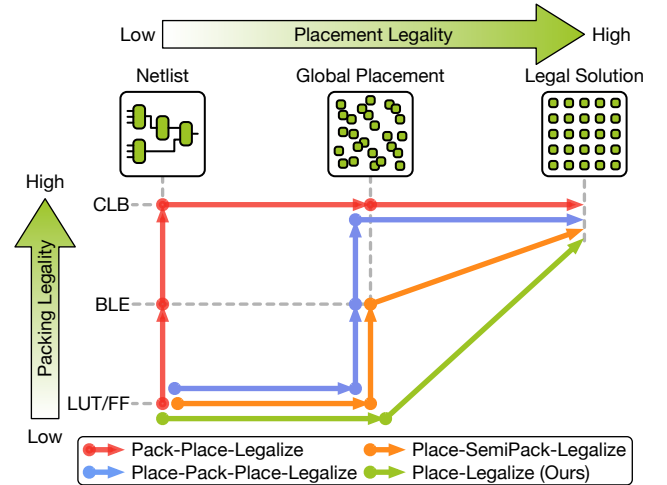 Low Placement Legality High
Netlist Global Placement Legal Solution
High
CLB
Packing Legality
BLE
LUT/FF
Low
Pack-Place-Legalize Place-SemiPack-Legalize
Place-Pack-Place-Legalize Place-Legalize (Ours)